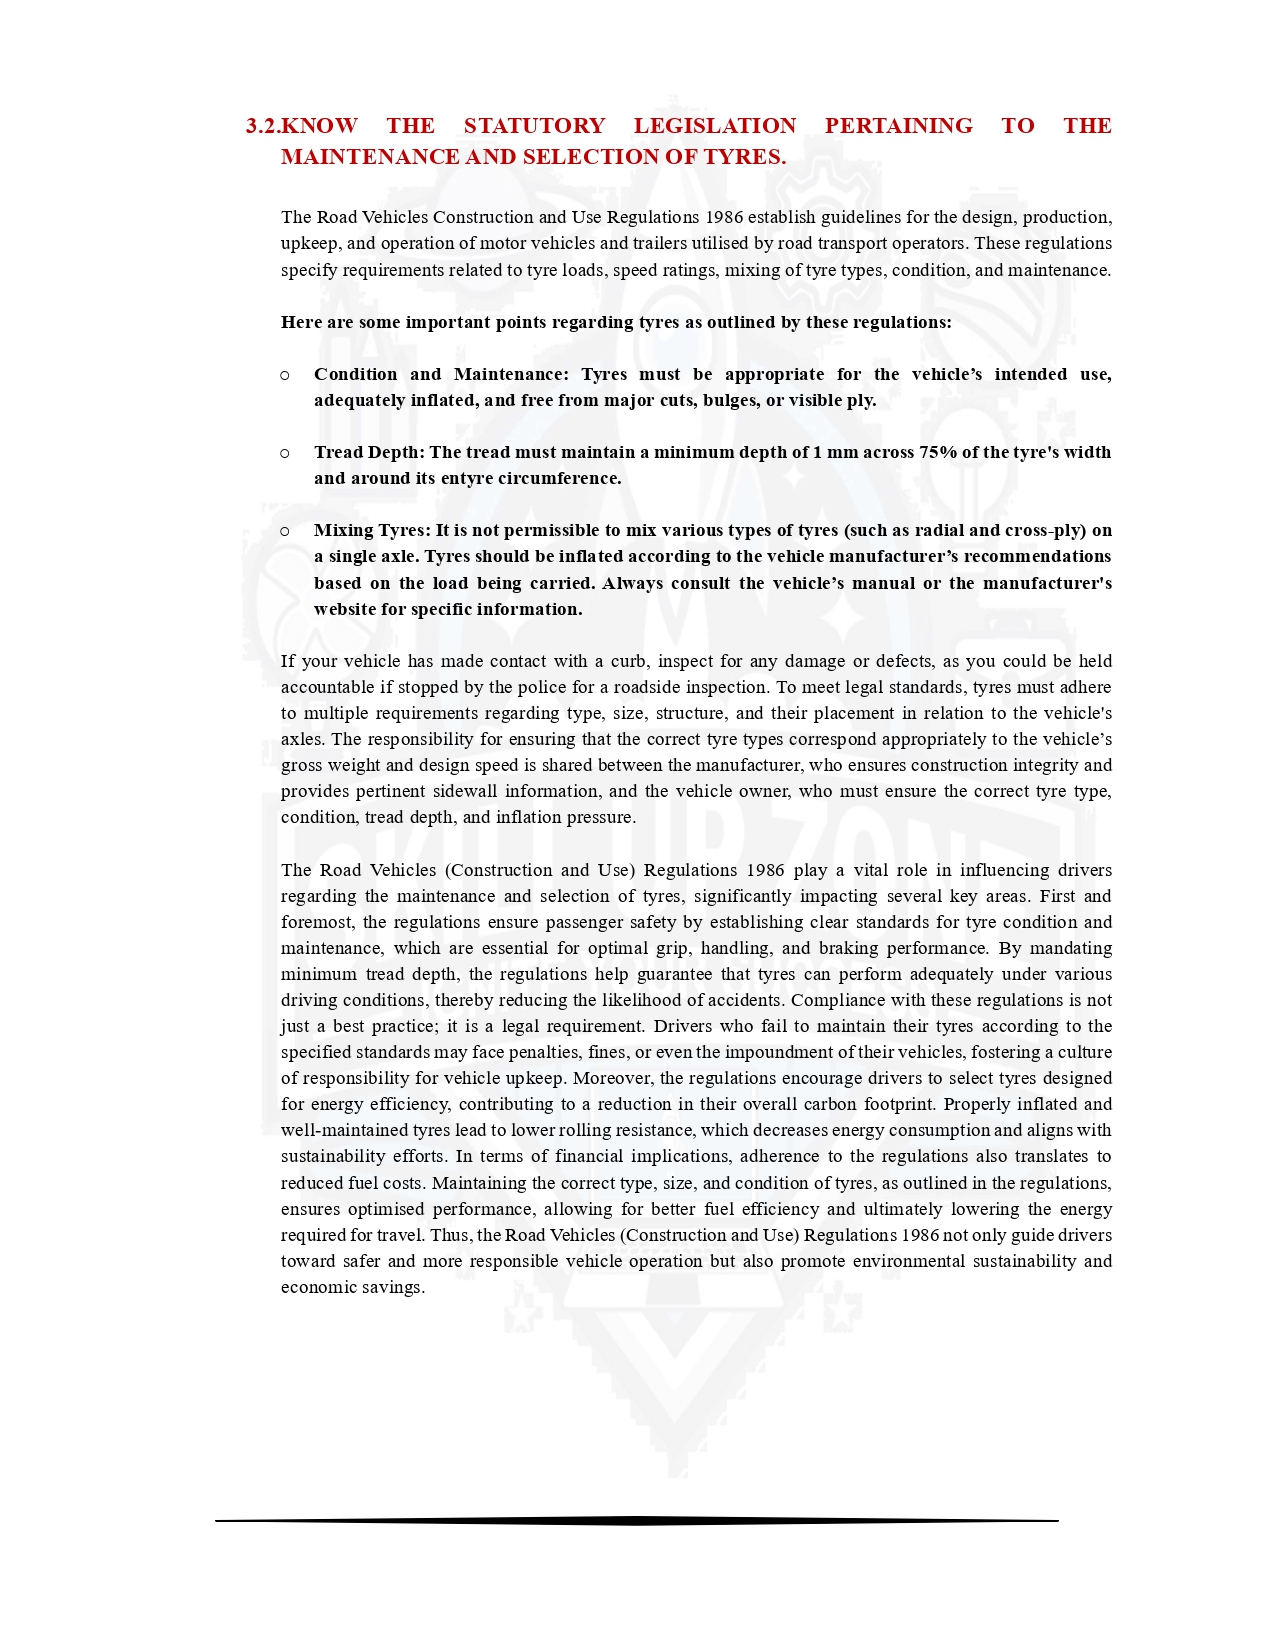 3.2.KNOW THE STATUTORY LEGISLATION PERTAINING TO THE
MAINTENANCE AND SELECTION OF TYRES.
The Road Vehicles Construction and Use Regulations 1986 establish guidelines for the design, production,
upkeep, and operation of motor vehicles and trailers utilised by road transport operators. These regulations
specify requirements related to tyre loads, speed ratings, mixing of tyre types, condition, and maintenance.
Here are some important points regarding tyres as outlined by these regulations:
o Condition and Maintenance: Tyres must be appropriate for the vehicle’s intended use,
adequately inflated, and free from major cuts, bulges, or visible ply.
o Tread Depth: The tread must maintain a minimum depth of 1 mm across 75% of the tyre's width
and around its entyre circumference.
o Mixing Tyres: It is not permissible to mix various types of tyres (such as radial and cross-ply) on
a single axle. Tyres should be inflated according to the vehicle manufacturer’s recommendations
based on the load being carried. Always consult the vehicle’s manual or the manufacturer's
website for specific information.
If your vehicle has made contact with a curb, inspect for any damage or defects, as you could be held
accountable if stopped by the police for a roadside inspection. To meet legal standards, tyres must adhere
to multiple requirements regarding type, size, structure, and their placement in relation to the vehicle's
axles. The responsibility for ensuring that the correct tyre types correspond appropriately to the vehicle’s
gross weight and design speed is shared between the manufacturer, who ensures construction integrity and
provides pertinent sidewall information, and the vehicle owner, who must ensure the correct tyre type,
condition, tread depth, and inflation pressure.
The Road Vehicles (Construction and Use) Regulations 1986 play a vital role in influencing drivers
regarding the maintenance and selection of tyres, significantly impacting several key areas. First and
foremost, the regulations ensure passenger safety by establishing clear standards for tyre condition and
maintenance, which are essential for optimal grip, handling, and braking performance. By mandating
minimum tread depth, the regulations help guarantee that tyres can perform adequately under various
driving conditions, thereby reducing the likelihood of accidents. Compliance with these regulations is not
just a best practice; it is a legal requirement. Drivers who fail to maintain their tyres according to the
specified standards may face penalties, fines, or even the impoundment of their vehicles, fostering a culture
of responsibility for vehicle upkeep. Moreover, the regulations encourage drivers to select tyres designed
for energy efficiency, contributing to a reduction in their overall carbon footprint. Properly inflated and
well-maintained tyres lead to lower rolling resistance, which decreases energy consumption and aligns with
sustainability efforts. In terms of financial implications, adherence to the regulations also translates to
reduced fuel costs. Maintaining the correct type, size, and condition of tyres, as outlined in the regulations,
ensures optimised performance, allowing for better fuel efficiency and ultimately lowering the energy
required for travel. Thus, the Road Vehicles (Construction and Use) Regulations 1986 not only guide drivers
toward safer and more responsible vehicle operation but also promote environmental sustainability and
economic savings.
SKILL UP ZONE
IGNITE YOUR SUCCESS